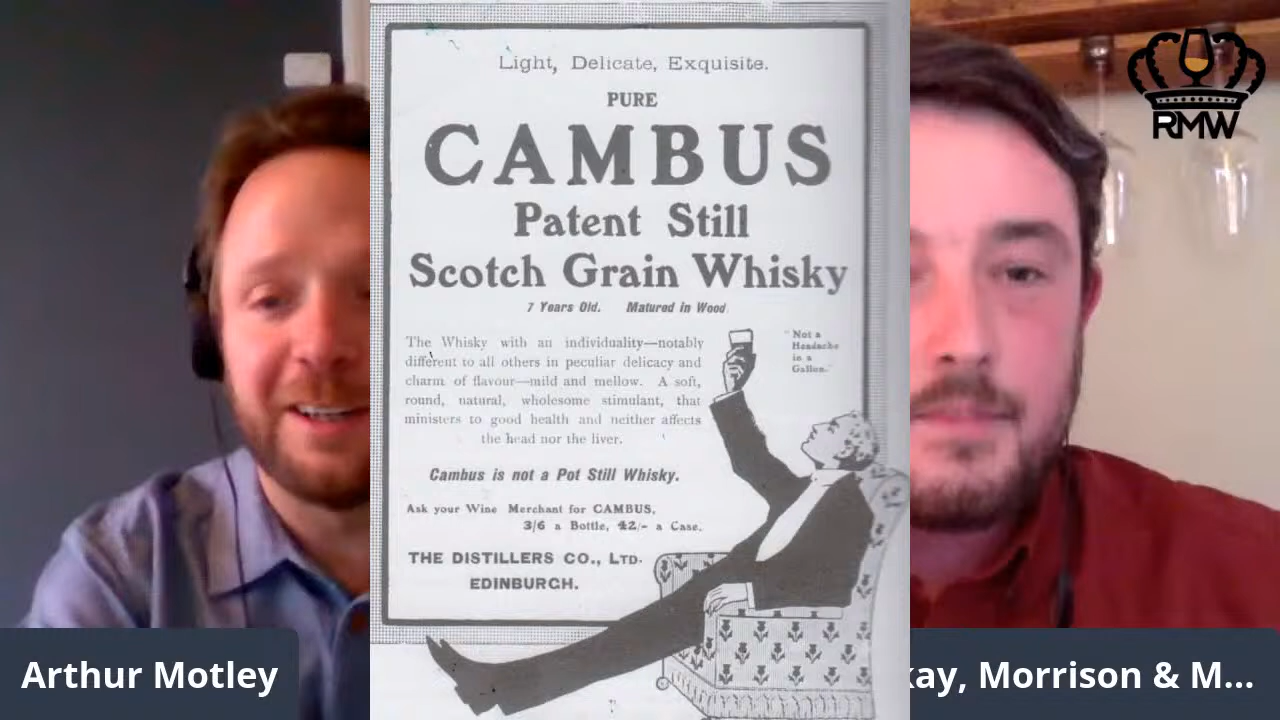 Light, Delicate, Exquisite.
PURE
CAMBUS
Patent Still
Scotch Grain Whisky
7 Years Old. Matured in Wood
The Whisky with an individuality—notably
different to all others in peculiar delicacy and
charm of flavour—mild and mellow. A soft,
round, natural, wholesome stimulant, that
ministers to good health and neither affects
the head nor the liver.
"Not a
Headache
in a
Gallon."
Cambus is not a Pot Still Whisky.
Ask your Wine Merchant for CAMBUS,
3/6 a Bottle, 42/- a Case.
THE DISTILLERS CO., LTD.
EDINBURGH.
RMW
Arthur Motley
kay, Morrison & M...